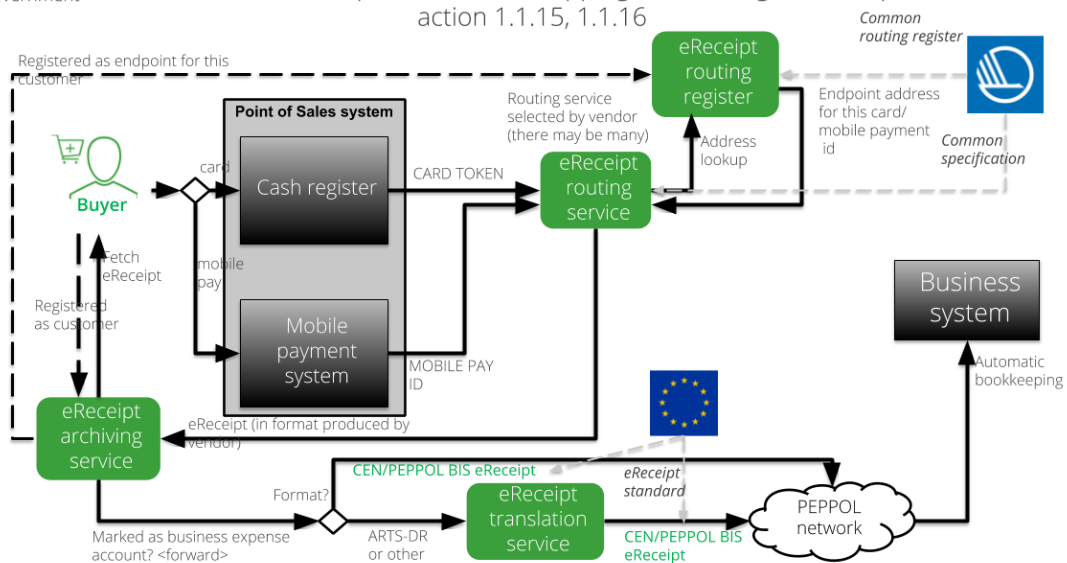 action 1.1.15, 1.1.16
Common
routing register
Registered as endpoint for this
customer
eReceipt
routing
register
Point of Sales system
Routing service
selected by vendor
(there may be many)
Endpoint address
for this card/
mobile payment
id
Common
specification
Address
lookup
card
Cash register
CARD TOKEN
eReceipt
routing
service
Buyer
Fetch
eReceipt
mobile
pay
Registered
as customer
Mobile
payment
system
MOBILE PAY
ID
Business
system
Automatic
bookkeeping
eReceipt
archiving
service
eReceipt (in format produced by
vendor)
CEN/PEPPOL BIS eReceipt
eReceipt
standard
Format?
eReceipt
translation
service
PEPPOL
network
Marked as business expense
account? <forward>
ARTS-DR
or other
CEN/PEPPOL BIS
eReceipt